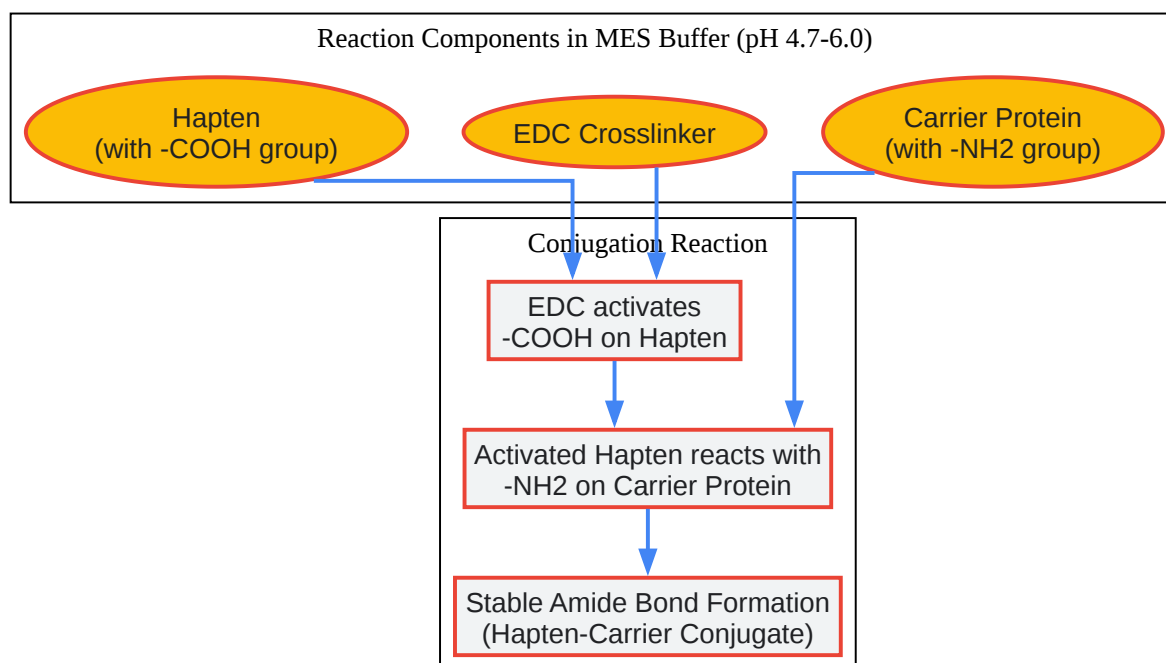 Reaction Components in MES Buffer (pH 4.7-6.0)
Hapten
(with -COOH group)
EDC Crosslinker
Carrier Protein
(with -NH2 group)
Conjugation Reaction
EDC activates
-COOH on Hapten
Activated Hapten reacts with
-NH2 on Carrier Protein
Stable Amide Bond Formation
(Hapten-Carrier Conjugate)